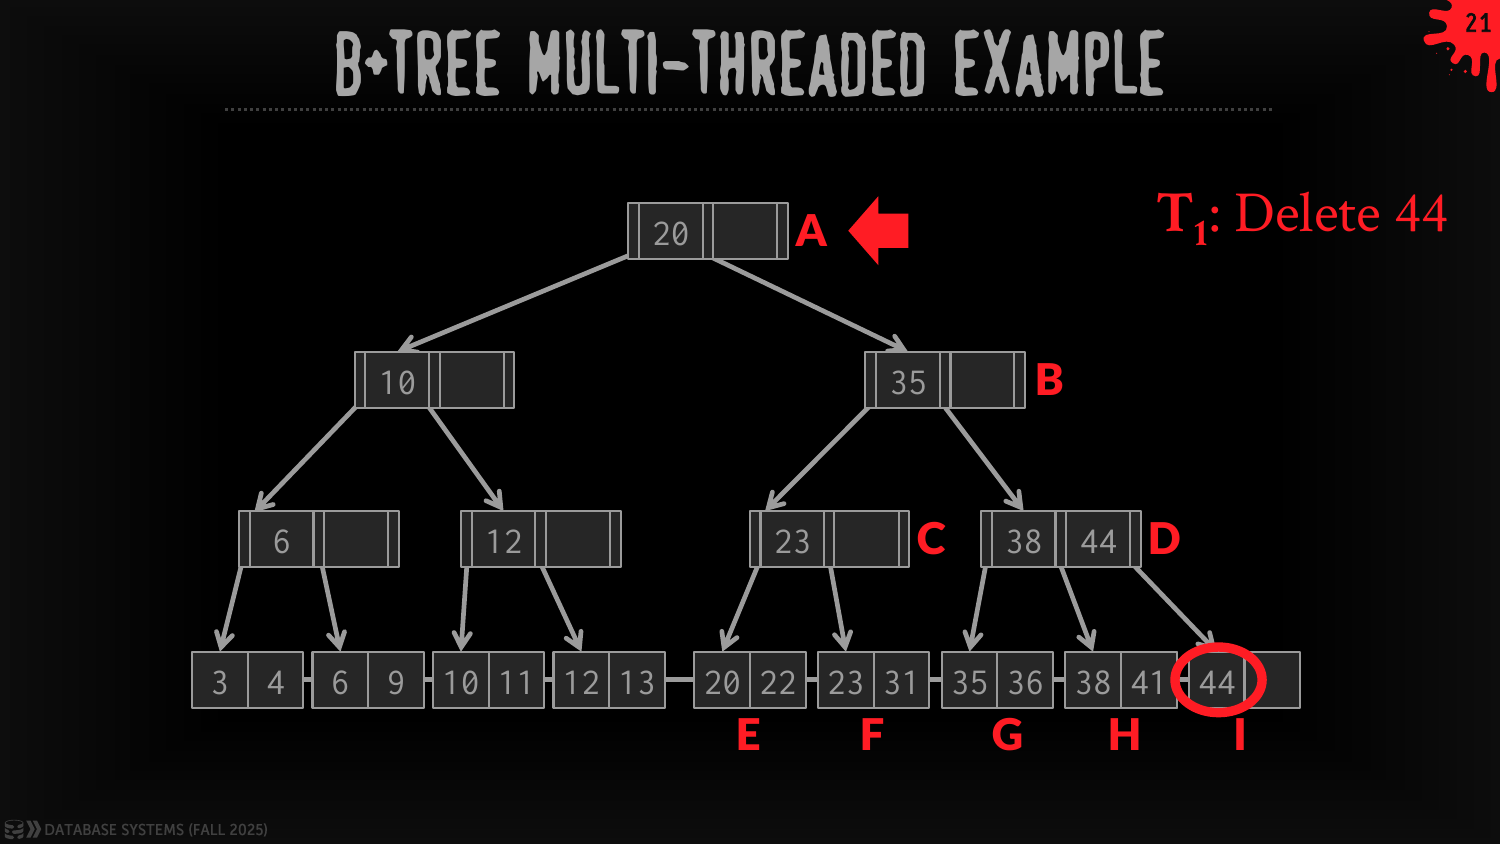 21
B+TREE MULTI-THREADED EXAMPLE
T1: Delete 44
20 A
10 35 B
6 12 23 C 38 44 D
3 4 6 9 10 11 12 13 20 22 23 31 35 36 38 41 44
E F G H I
DATABASE SYSTEMS (FALL 2025)